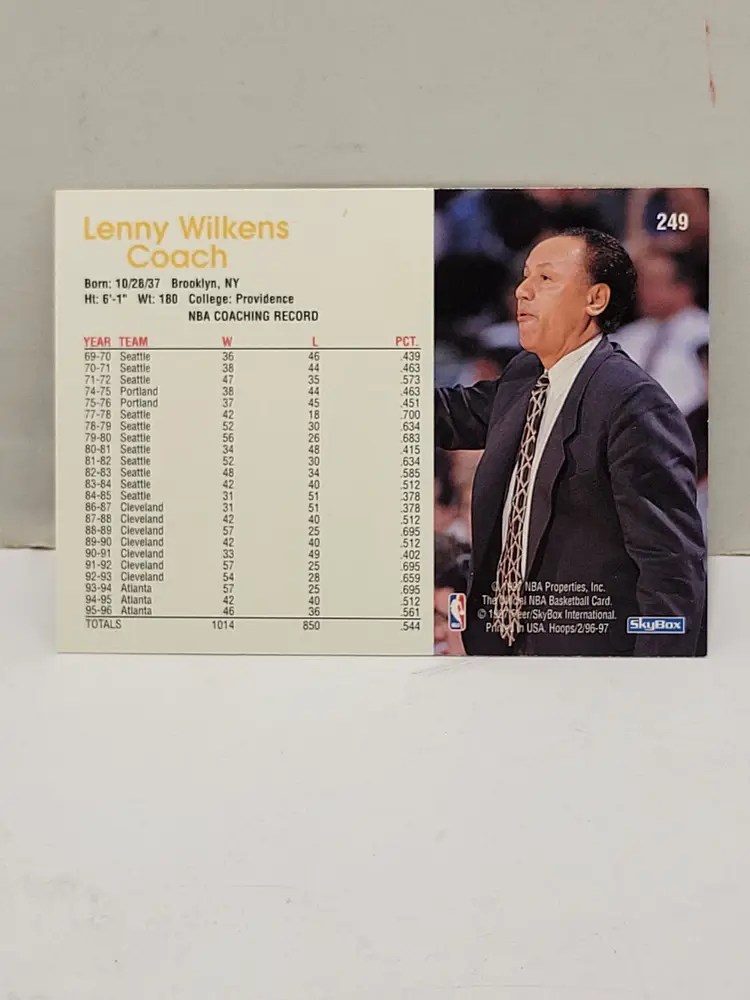 Lenny Wilkens
Coach
Born: 10/28/37 Brooklyn, NY
Ht: 6'-1" Wt: 180 College: Providence
NBA COACHING RECORD
YEAR TEAM W L PCT.
69-70 Seattle 36 46 .439
70-71 Seattle 38 44 .463
71-72 Seattle 47 35 .573
74-75 Portland 38 44 .463
75-76 Portland 37 45 .451
77-78 Seattle 42 18 .700
78-79 Seattle 52 30 .634
79-80 Seattle 56 26 .683
80-81 Seattle 34 48 .415
81-82 Seattle 52 30 .634
82-83 Seattle 48 34 .585
83-84 Seattle 42 40 .512
84-85 Seattle 31 51 .378
86-87 Cleveland 31 51 .378
87-88 Cleveland 42 40 .512
88-89 Cleveland 57 25 .695
89-90 Cleveland 42 40 .512
90-91 Cleveland 33 49 .402
91-92 Cleveland 57 25 .695
92-93 Cleveland 54 28 .659
93-94 Atlanta 57 25 .695
94-95 Atlanta 42 40 .512
95-96 Atlanta 46 36 .561
TOTALS 1014 850 .544
249
NBA Properties, Inc.
The Official NBA Basketball Card.
SkyBox International.
Printed in USA. Hoops/2/96-97
SkyBox